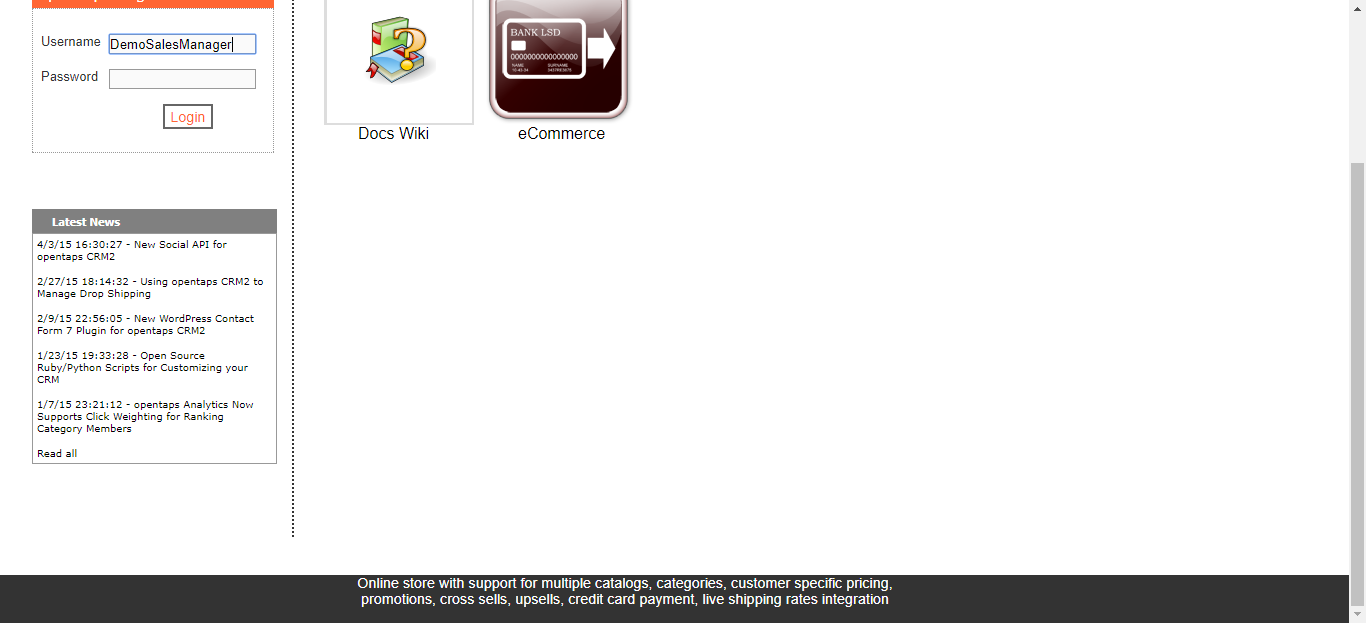 Username DemoSalesManager
Password
Login
BANK LSD
Docs Wiki
eCommerce
Latest News
4/3/15 16:30:27 - New Social API for
opentaps CRM2
2/27/15 18:14:32 - Using opentaps CRM2 to
Manage Drop Shipping
2/9/15 22:56:05 - New WordPress Contact
Form 7 Plugin for opentaps CRM2
1/23/15 19:33:28 - Open Source
Ruby/Python Scripts for Customizing your
CRM
1/7/15 23:21:12 - opentaps Analytics Now
Supports Click Weighting for Ranking
Category Members
Read all
Online store with support for multiple catalogs, categories, customer specific pricing,
promotions, cross sells, upsells, credit card payment, live shipping rates integration